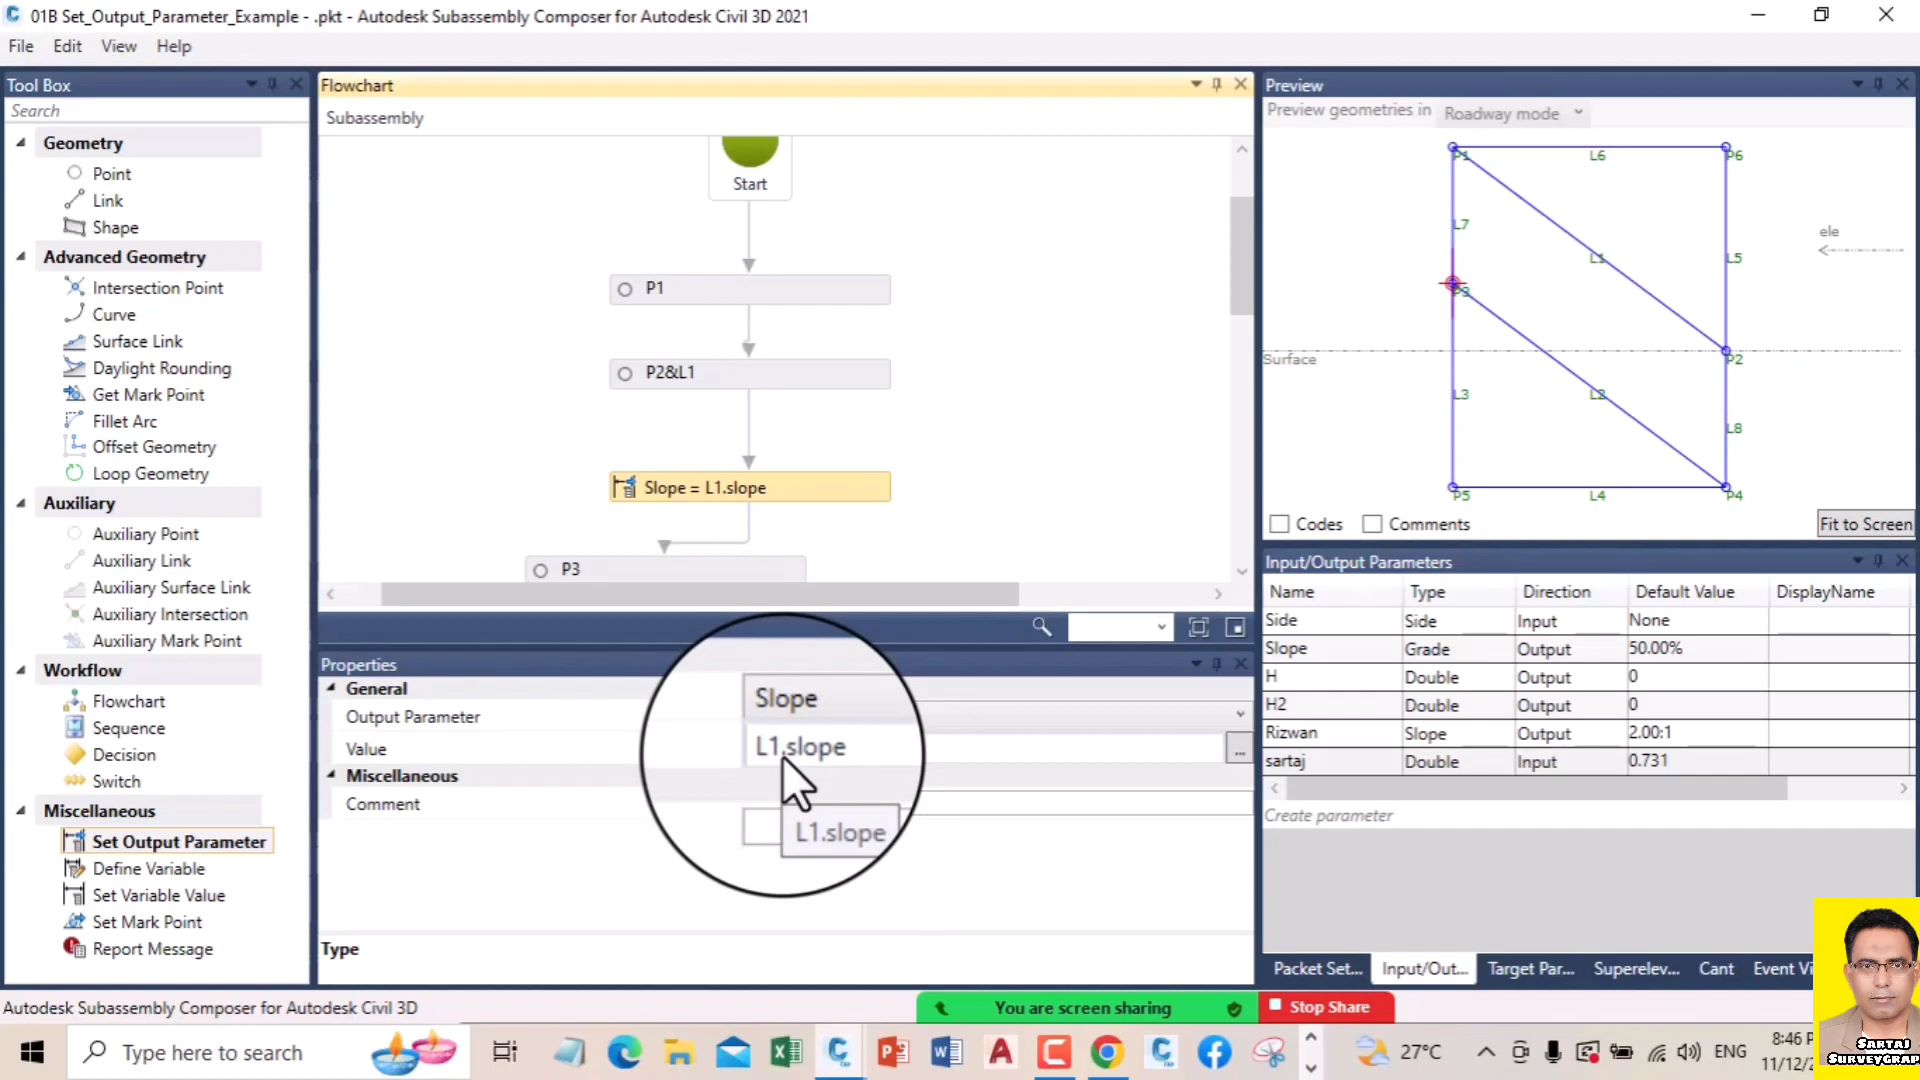 01B Set_Output_Parameter_Example - .pkt - Autodesk Subassembly Composer for Autodesk Civil 3D 2021
File Edit View Help
Tool Box
Search
Geometry
Point
Link
Shape
Advanced Geometry
Intersection Point
Curve
Surface Link
Daylight Rounding
Get Mark Point
Fillet Arc
Offset Geometry
Loop Geometry
Auxiliary
Auxiliary Point
Auxiliary Link
Auxiliary Surface Link
Auxiliary Intersection
Auxiliary Mark Point
Workflow
Flowchart
Sequence
Decision
Switch
Miscellaneous
Set Output Parameter
Define Variable
Set Variable Value
Set Mark Point
Report Message
Flowchart
Subassembly
Start
P1
P2&L1
Slope = L1.slope
P3
Properties
General
Output Parameter
Slope
Value
L1.slope
...
Miscellaneous
Comment
L1.slope
Type
Preview
Preview geometries in Roadway mode
P1 L6 P6
L7
ele
L1 L5
P3
Surface
P2
L3 L2
L8
P5 L4 P4
Codes Comments Fit to Screen
Input/Output Parameters
Name Type Direction Default Value DisplayName
Side Side Input None
Slope Grade Output 50.00%
H Double Output 0
H2 Double Output 0
Rizwan Slope Output 2.00:1
sartaj Double Input 0.731
Create parameter
Packet Set... Input/Out... Target Par... Superelev... Cant Event Vi
Autodesk Subassembly Composer for Autodesk Civil 3D
You are screen sharing Stop Share
Type here to search
27°C ENG
8:46 P
11/12/2
Sartaj
SurveyGrap